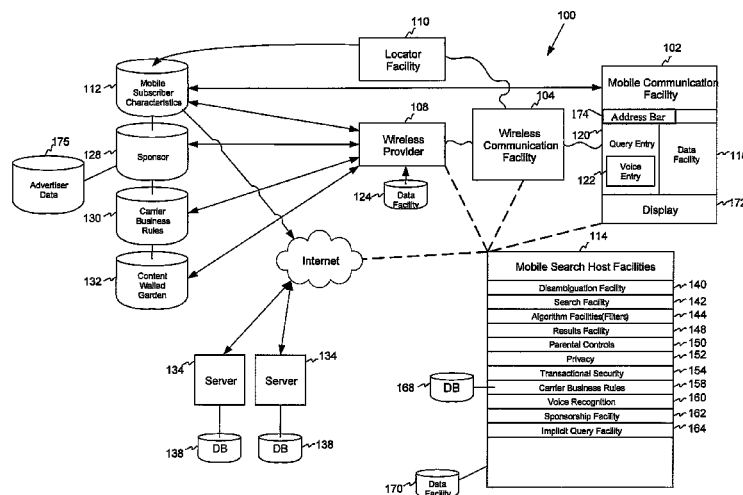 110
100
Locator
Facility
102
Mobile Communication
Facility
112
Mobile
Subscriber
Characteristics
104
108
174
Address Bar
120
Wireless
Provider
Wireless
Communication
Facility
Query Entry
Data
Facility
118
175
128
Sponsor
122
Voice
Entry
Advertiser
Data
124
Data
Facility
Display
172
130
Carrier
Business
Rules
114
132
Content
Walled
Garden
Internet
Mobile Search Host Facilities
Disambiguation Facility
140
Search Facility
142
Algorithm Facilities(Filters)
144
Results Facility
148
Parental Controls
150
Privacy
152
134
Server
134
Server
Transactional Security
154
168
DB
Carrier Business Rules
158
Voice Recognition
160
Sponsorship Facility
162
Implicit Query Facility
164
138
DB
DB
138
170
Data
Facility